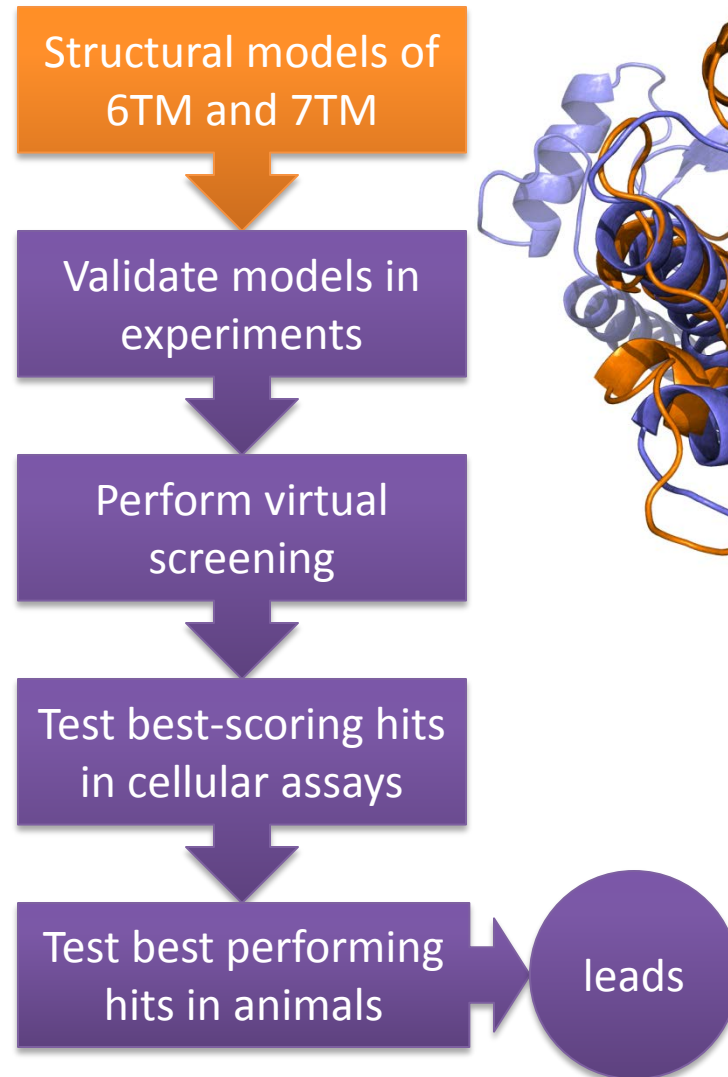 Structural models of
6TM and 7TM
Validate models in
experiments
Perform virtual
screening
Test best-scoring hits
in cellular assays
Test best performing
hits in animals
leads